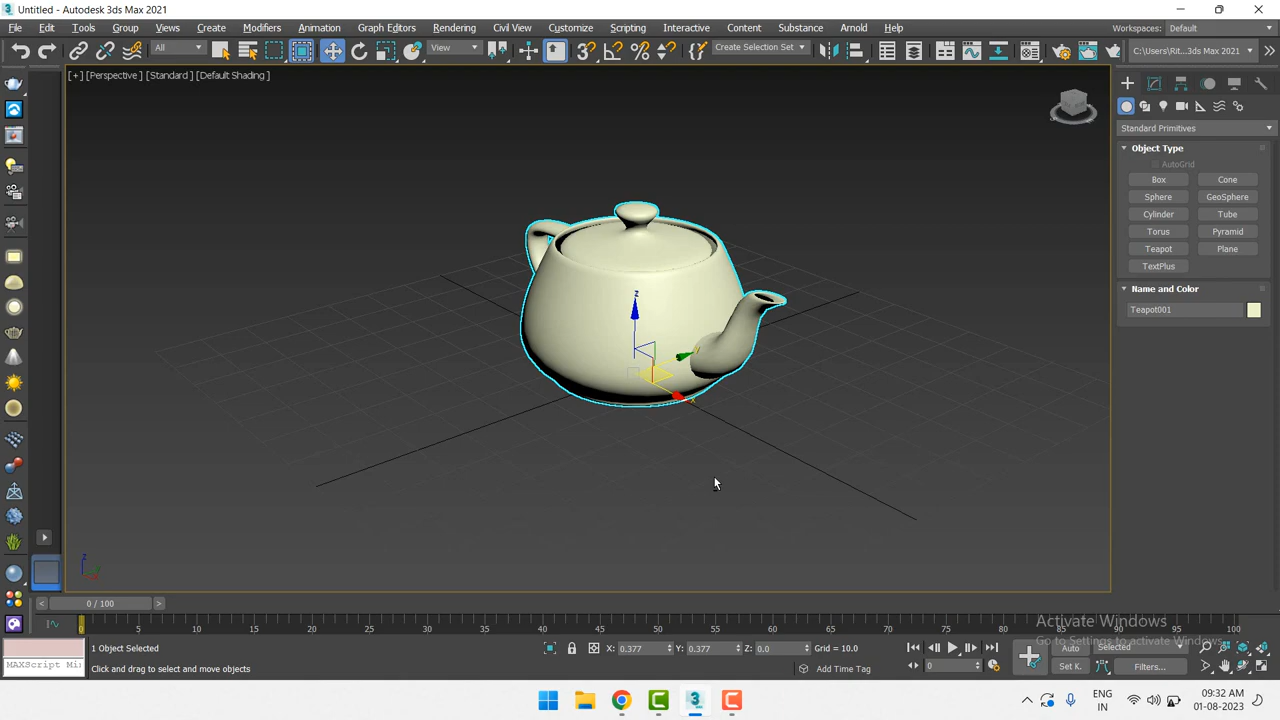 Untitled - Autodesk 3ds Max 2021
File Edit Tools Group Views Create Modifiers Animation Graph Editors Rendering Civil View Customize Scripting Interactive Content Substance Arnold Help
Workspaces: Default
All
View
Create Selection Set
C:\Users\Rit...ds Max 2021
[+] [Perspective] [Standard] [Default Shading]
Standard Primitives
Object Type
AutoGrid
Box Cone
Sphere GeoSphere
Cylinder Tube
Torus Pyramid
Teapot Plane
TextPlus
Name and Color
Teapot001
z
x
z
< 0 / 100 >
0 5 10 15 20 25 30 35 40 45 50 55 60 65 70 75 80 85 90 95 100
Activate Windows
Go to Settings to activate Windows.
1 Object Selected
X: 0.377 Y: 0.377 Z: 0.0 Grid = 10.0
Auto Selected
MAXScript Mi
Click and drag to select and move objects
Add Time Tag
0
Set K. Filters...
ENG
IN
09:32 AM
01-08-2023